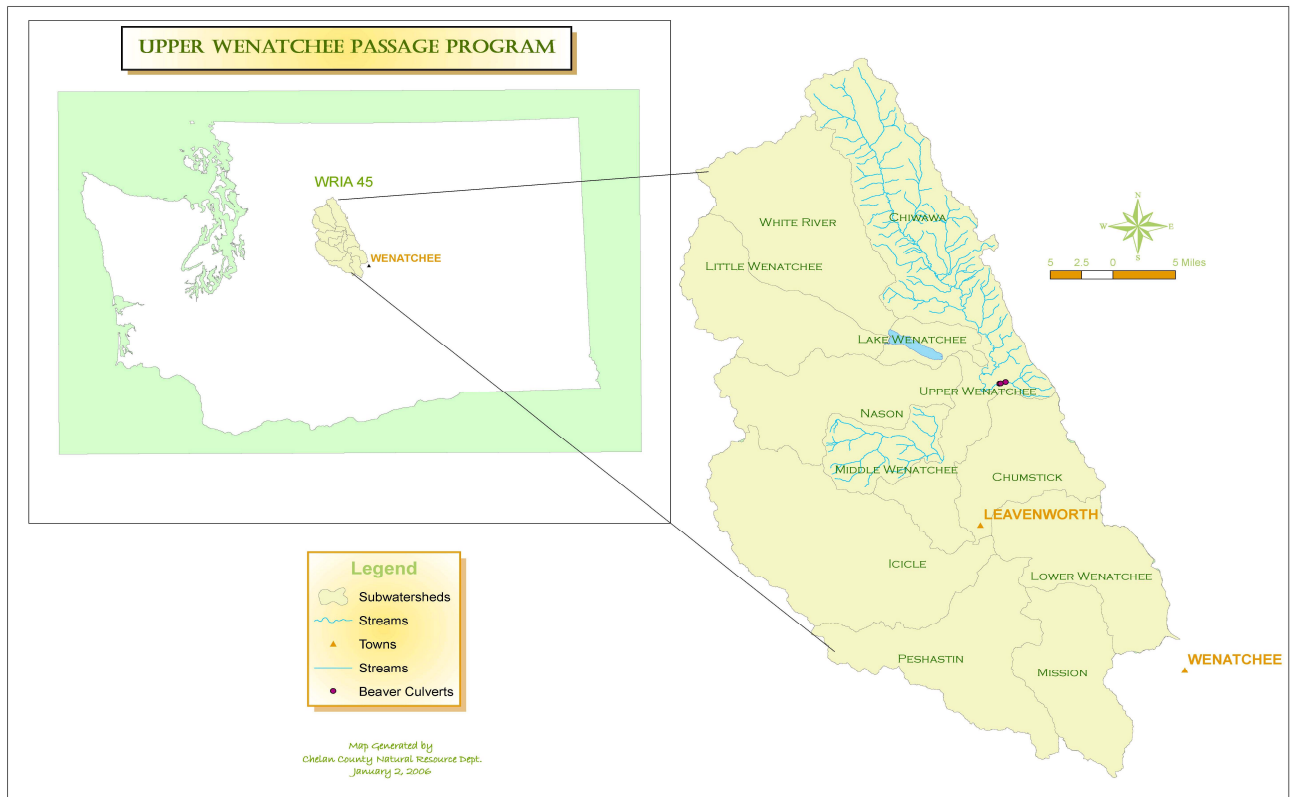 UPPER WENATCHEE PASSAGE PROGRAM
WRIA 45
WENATCHEE
WHITE RIVER
CHIWAWA
LITTLE WENATCHEE
LAKE WENATCHEE
UPPER WENATCHEE
NASON
MIDDLE WENATCHEE
CHUMSTICK
LEAVENWORTH
ICICLE
LOWER WENATCHEE
PESHASTIN
MISSION
WENATCHEE
N
W
E
S
5 2.5 0 5 Miles
Legend
Subwatersheds
Streams
Towns
Streams
Beaver Culverts
Map Generated by
Chelan County Natural Resource Dept.
January 2, 2006